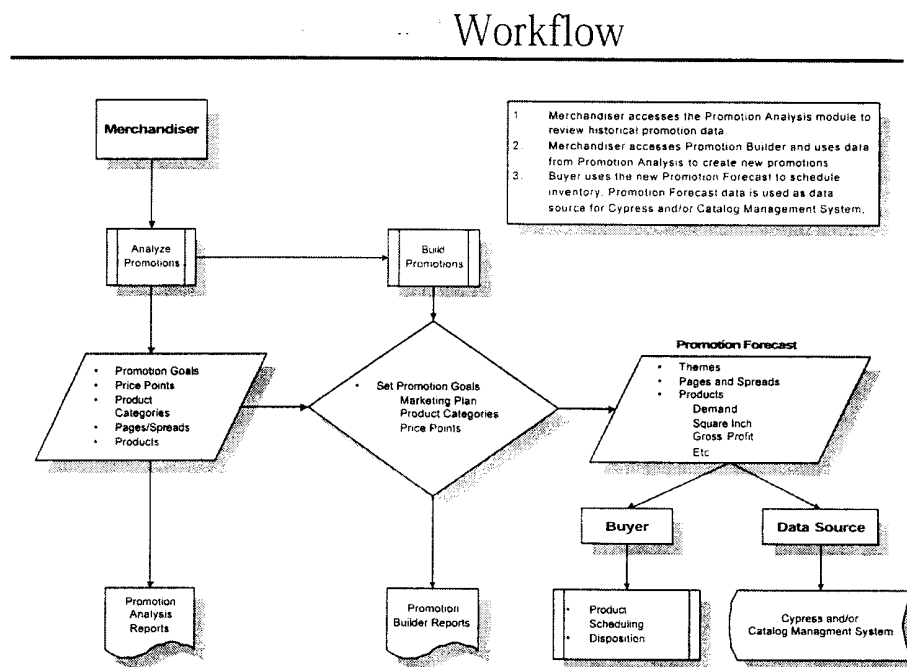 Workflow
Merchandiser
1 Merchandiser accesses the Promotion Analysis module to
review historical promotion data.
2. Merchandiser accesses Promotion Builder and uses data
from Promotion Analysis to create new promotions
3. Buyer uses the new Promotion Forecast to schedule
inventory. Promotion Forecast data is used as data
source for Cypress and/or Catalog Management System.
Analyze
Promotions
Build
Promotions
• Promotion Goals
• Price Points
• Product
Categories
• Pages/Spreads
• Products
• Set Promotion Goals
Marketing Plan
Product Categories
Price Points
Promotion Forecast
• Themes
• Pages and Spreads
• Products
Demand
Square Inch
Gross Profit
Etc
Buyer
Data Source
Promotion
Analysis
Reports
Promotion
Builder Reports
• Product
Scheduling
• Disposition
Cypress and/or
Catalog Managment System